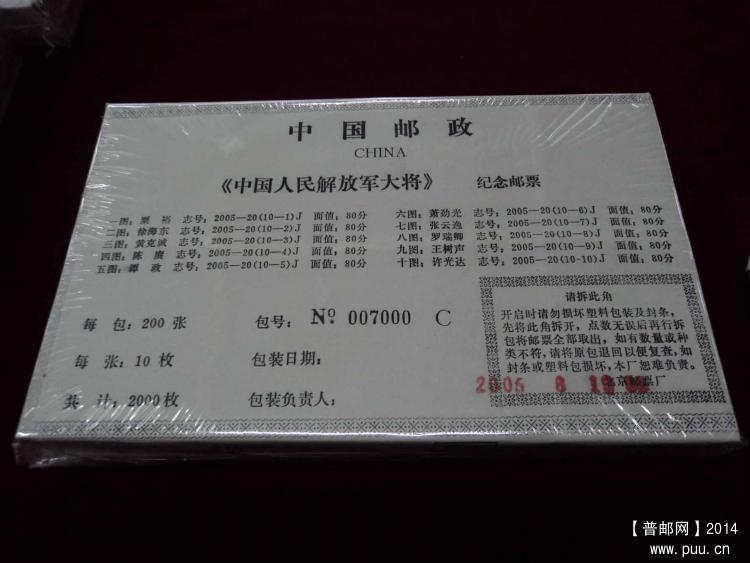 中国邮政
CHINA
《中国人民解放军大将》 纪念邮票
一图：粟 裕 志号：2005—20(10—1)J 面值：80分
二图：徐海东 志号：2005—20(10—2)J 面值：80分
三图：黄克诚 志号：2005—20(10—3)J 面值：80分
四图：陈 赓 志号：2005—20(10—4)J 面值：80分
五图：谭 政 志号：2005—20(10—5)J 面值：80分
六图：萧劲光 志号：2005—20(10—6)J 面值：80分
七图：张云逸 志号：2005—20(10—7)J 面值：80分
八图：罗瑞卿 志号：2005—20(10—8)J 面值：80分
九图：王树声 志号：2005—20(10—9)J 面值：80分
十图：许光达 志号：2005—20(10-10)J 面值：80分
每 包：200 张 包号： № 007000 C
每 张：10 枚 包装日期：
共 计：2000枚 包装负责人：
请拆此角
开启时请勿损坏塑料包装及封条，
先将此角拆开，点数无误后再行拆
包将邮票全部取出，如有数量或种
类不符，请将原包退回以便复查，如
封条或塑料包损坏，本厂恕难负责。
北京邮票厂
2006 8
【普邮网】2014
www.puu.cn